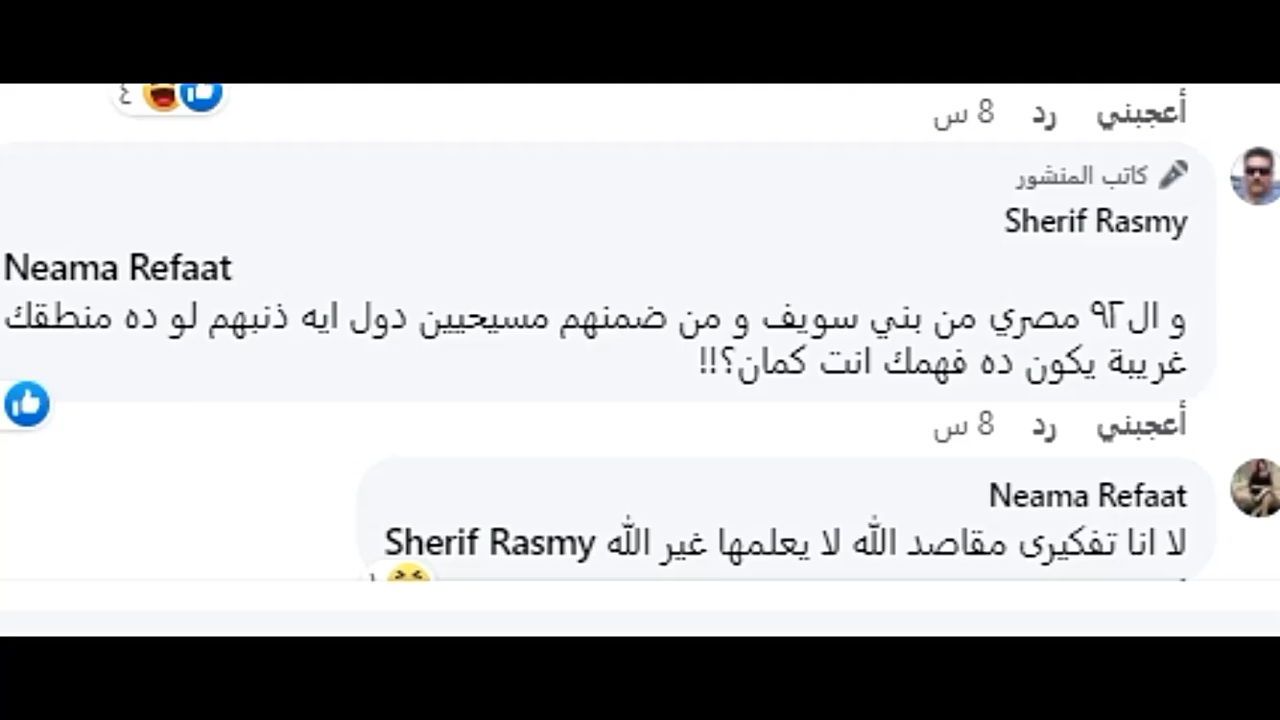 ٤
أعجبني رد 8 س
كاتب المنشور
Sherif Rasmy
Neama Refaat
و ال٩٢ مصري من بني سويف و من ضمنهم مسيحيين دول ايه ذنبهم لو ده منطقك
غريبة يكون ده فهمك انت كمان؟!!
أعجبني رد 8 س
Neama Refaat
لا انا تفكيرى مقاصد الله لا يعلمها غير الله Sherif Rasmy